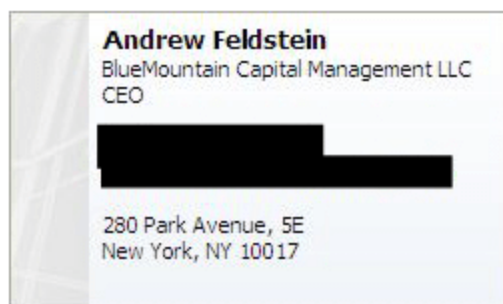 Andrew Feldstein
BlueMountain Capital Management LLC
CEO
280 Park Avenue, 5E
New York, NY 10017